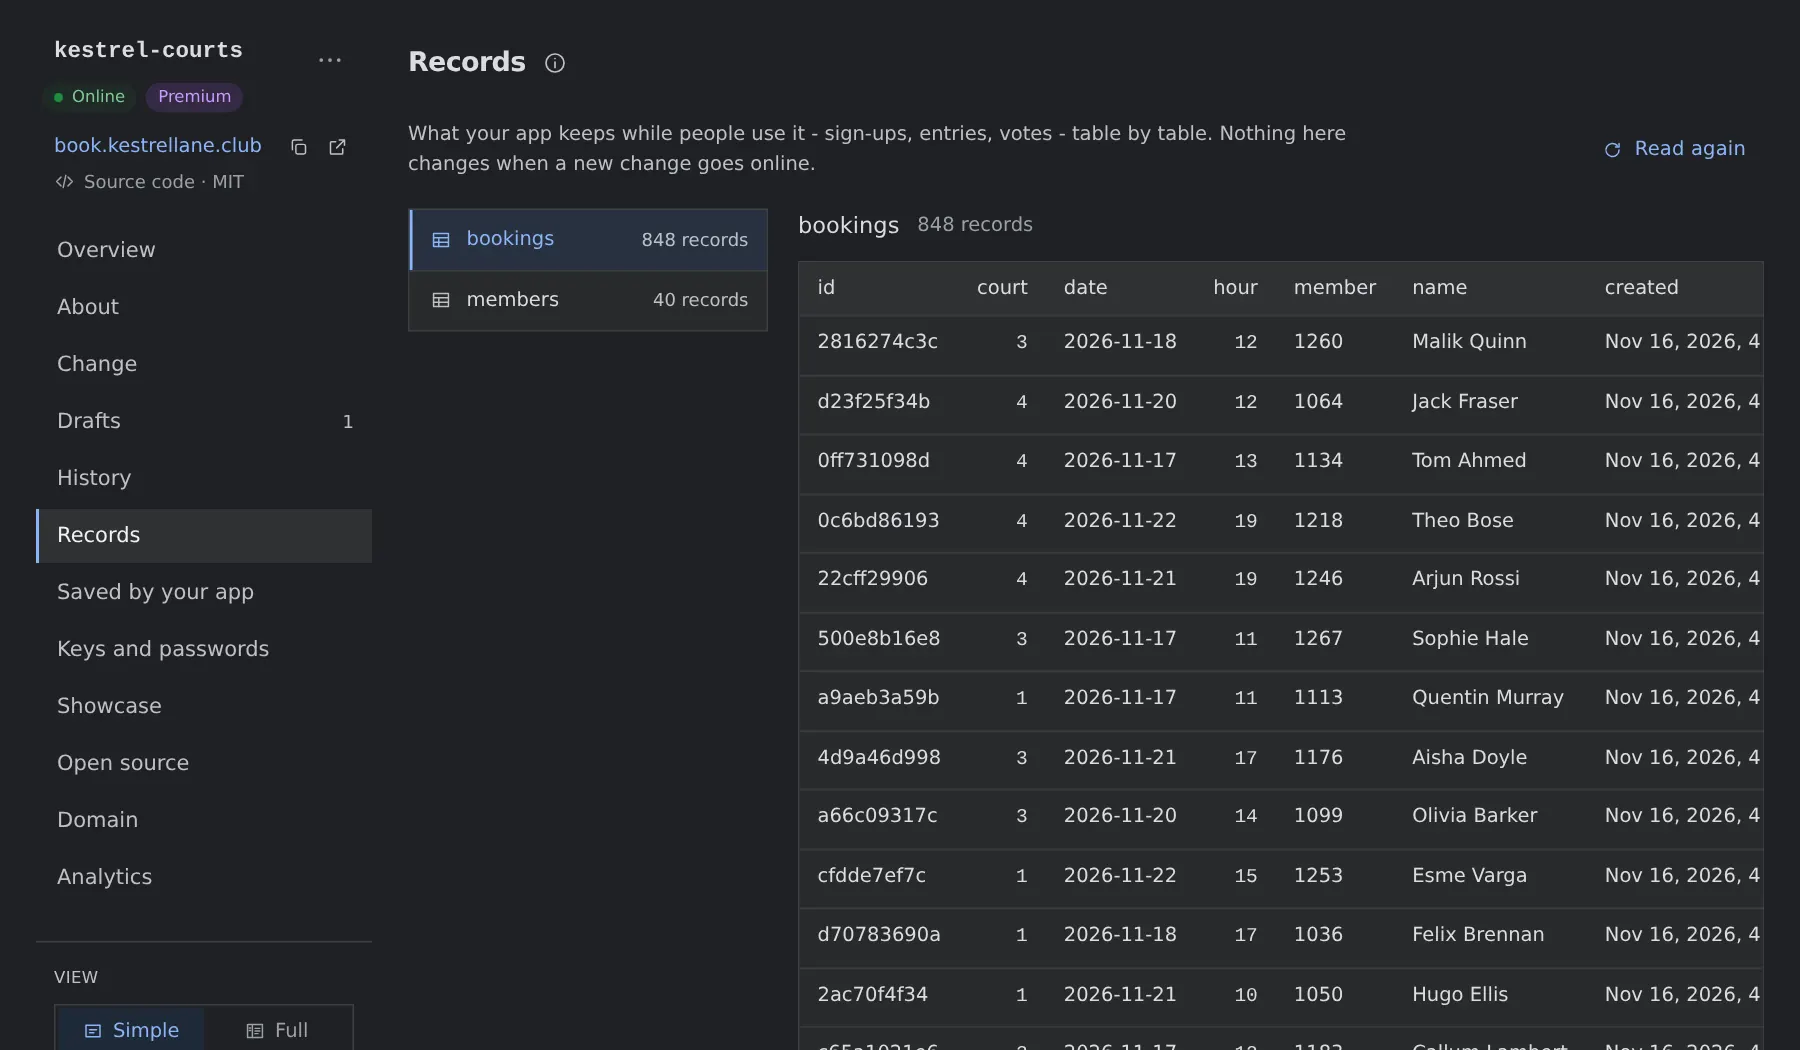 kestrel-courts
Online
Premium
book.kestrellane.club
Source code · MIT
Overview
About
Change
Drafts 1
History
Records
Saved by your app
Keys and passwords
Showcase
Open source
Domain
Analytics
VIEW
Simple
Full
Records
What your app keeps while people use it - sign-ups, entries, votes - table by table. Nothing here
changes when a new change goes online.
Read again
bookings 848 records
members 40 records
bookings 848 records
id court date hour member name created
2816274c3c 3 2026-11-18 12 1260 Malik Quinn Nov 16, 2026, 4
d23f25f34b 4 2026-11-20 12 1064 Jack Fraser Nov 16, 2026, 4
0ff731098d 4 2026-11-17 13 1134 Tom Ahmed Nov 16, 2026, 4
0c6bd86193 4 2026-11-22 19 1218 Theo Bose Nov 16, 2026, 4
22cff29906 4 2026-11-21 19 1246 Arjun Rossi Nov 16, 2026, 4
500e8b16e8 3 2026-11-17 11 1267 Sophie Hale Nov 16, 2026, 4
a9aeb3a59b 1 2026-11-17 11 1113 Quentin Murray Nov 16, 2026, 4
4d9a46d998 3 2026-11-21 17 1176 Aisha Doyle Nov 16, 2026, 4
a66c09317c 3 2026-11-20 14 1099 Olivia Barker Nov 16, 2026, 4
cfdde7ef7c 1 2026-11-22 15 1253 Esme Varga Nov 16, 2026, 4
d70783690a 1 2026-11-18 17 1036 Felix Brennan Nov 16, 2026, 4
2ac70f4f34 1 2026-11-21 10 1050 Hugo Ellis Nov 16, 2026, 4